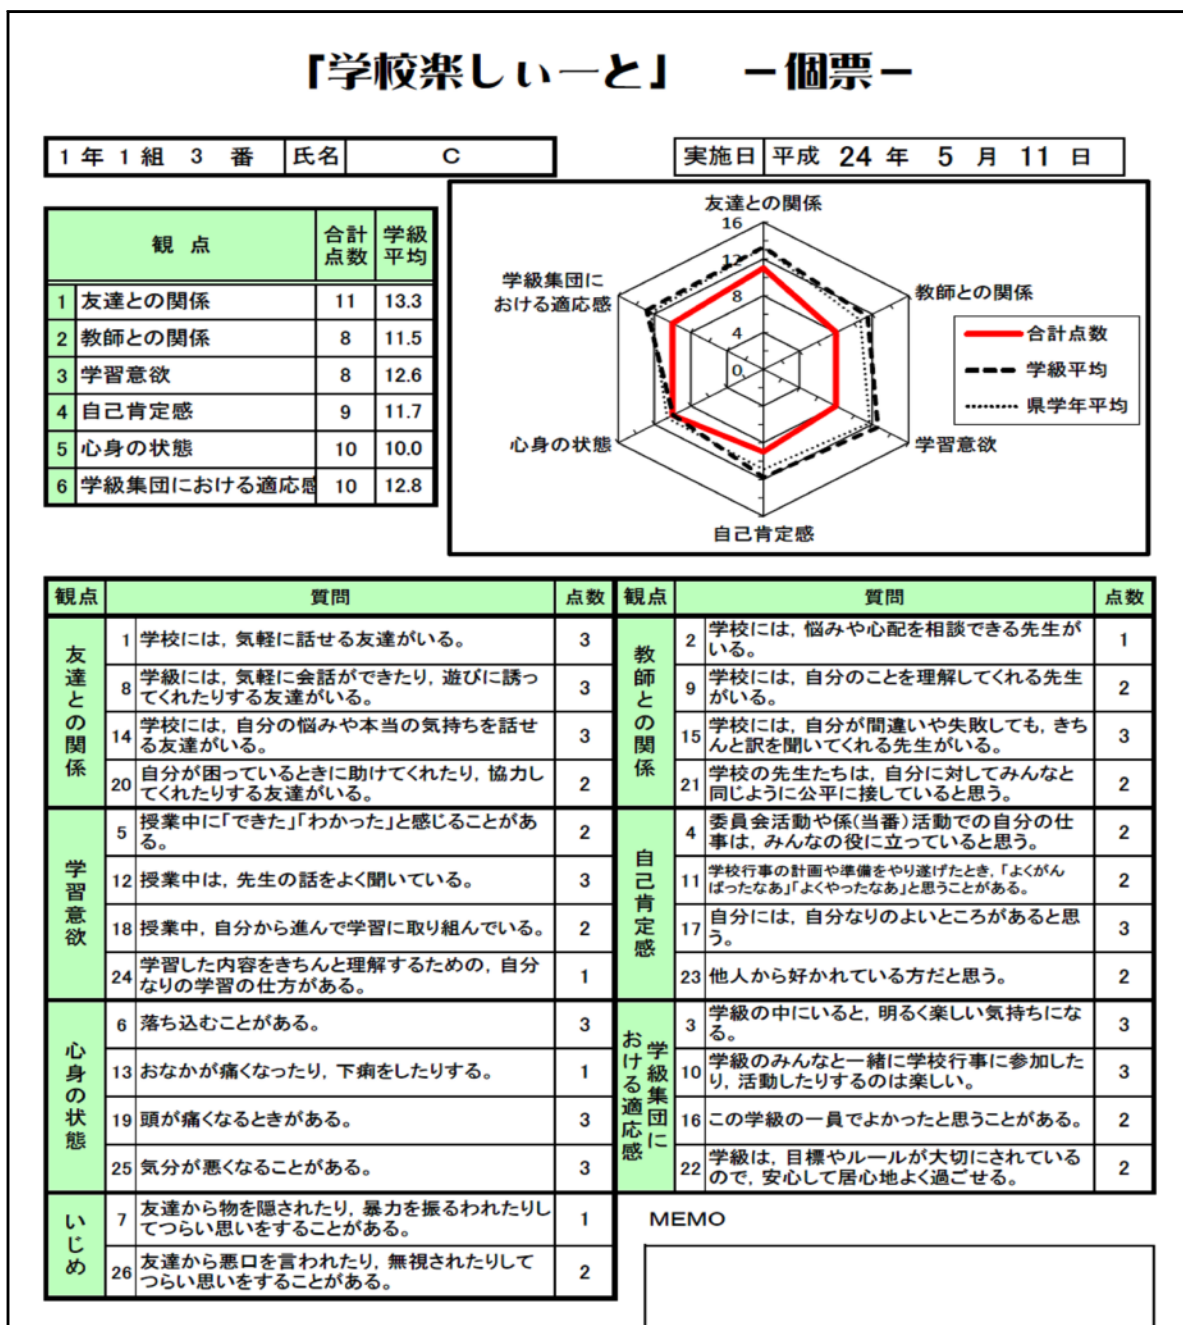 「学校楽しぃーと」　－個票－
1 年 1 組 3 番 氏名 C
実施日 平成 24 年 5 月 11 日
観 点 合計点数 学級平均
1 友達との関係 11 13.3
2 教師との関係 8 11.5
3 学習意欲 8 12.6
4 自己肯定感 9 11.7
5 心身の状態 10 10.0
6 学級集団における適応感 10 12.8
友達との関係
16
12
8
4
0
学級集団に
おける適応感
教師との関係
心身の状態
学習意欲
自己肯定感
合計点数
学級平均
県学年平均
観点 質問 点数
友達との関係
1 学校には，気軽に話せる友達がいる。 3
8 学級には，気軽に会話ができたり，遊びに誘っ
てくれたりする友達がいる。 3
14 学校には，自分の悩みや本当の気持ちを話せ
る友達がいる。 3
20 自分が困っているときに助けてくれたり，協力し
てくれたりする友達がいる。 2
学習意欲
5 授業中に「できた」「わかった」と感じることがあ
る。 2
12 授業中は，先生の話をよく聞いている。 3
18 授業中，自分から進んで学習に取り組んでいる。 2
24 学習した内容をきちんと理解するための，自分
なりの学習の仕方がある。 1
心身の状態
6 落ち込むことがある。 3
13 おなかが痛くなったり，下痢をしたりする。 1
19 頭が痛くなるときがある。 3
25 気分が悪くなることがある。 3
いじめ
7 友達から物を隠されたり，暴力を振るわれたりし
てつらい思いをすることがある。 1
26 友達から悪口を言われたり，無視されたりして
つらい思いをすることがある。 2
観点 質問 点数
教師との関係
2 学校には，悩みや心配を相談できる先生が
いる。 1
9 学校には，自分のことを理解してくれる先生
がいる。 2
15 学校には，自分が間違いや失敗しても，きち
んと訳を聞いてくれる先生がいる。 3
21 学校の先生たちは，自分に対してみんなと
同じように公平に接していると思う。 2
自己肯定感
4 委員会活動や係(当番)活動での自分の仕
事は，みんなの役に立っていると思う。 2
11 学校行事の計画や準備をやり遂げたとき，「よくがん
ばったなあ」「よくやったなあ」と思うことがある。 2
17 自分には，自分なりのよいところがあると思
う。 3
23 他人から好かれている方だと思う。 2
学級集団に
おける適応感
3 学級の中にいると，明るく楽しい気持ちにな
る。 3
10 学級のみんなと一緒に学校行事に参加した
り，活動したりするのは楽しい。 3
16 この学級の一員でよかったと思うことがある。 2
22 学級は，目標やルールが大切にされている
ので，安心して居心地よく過ごせる。 2
MEMO